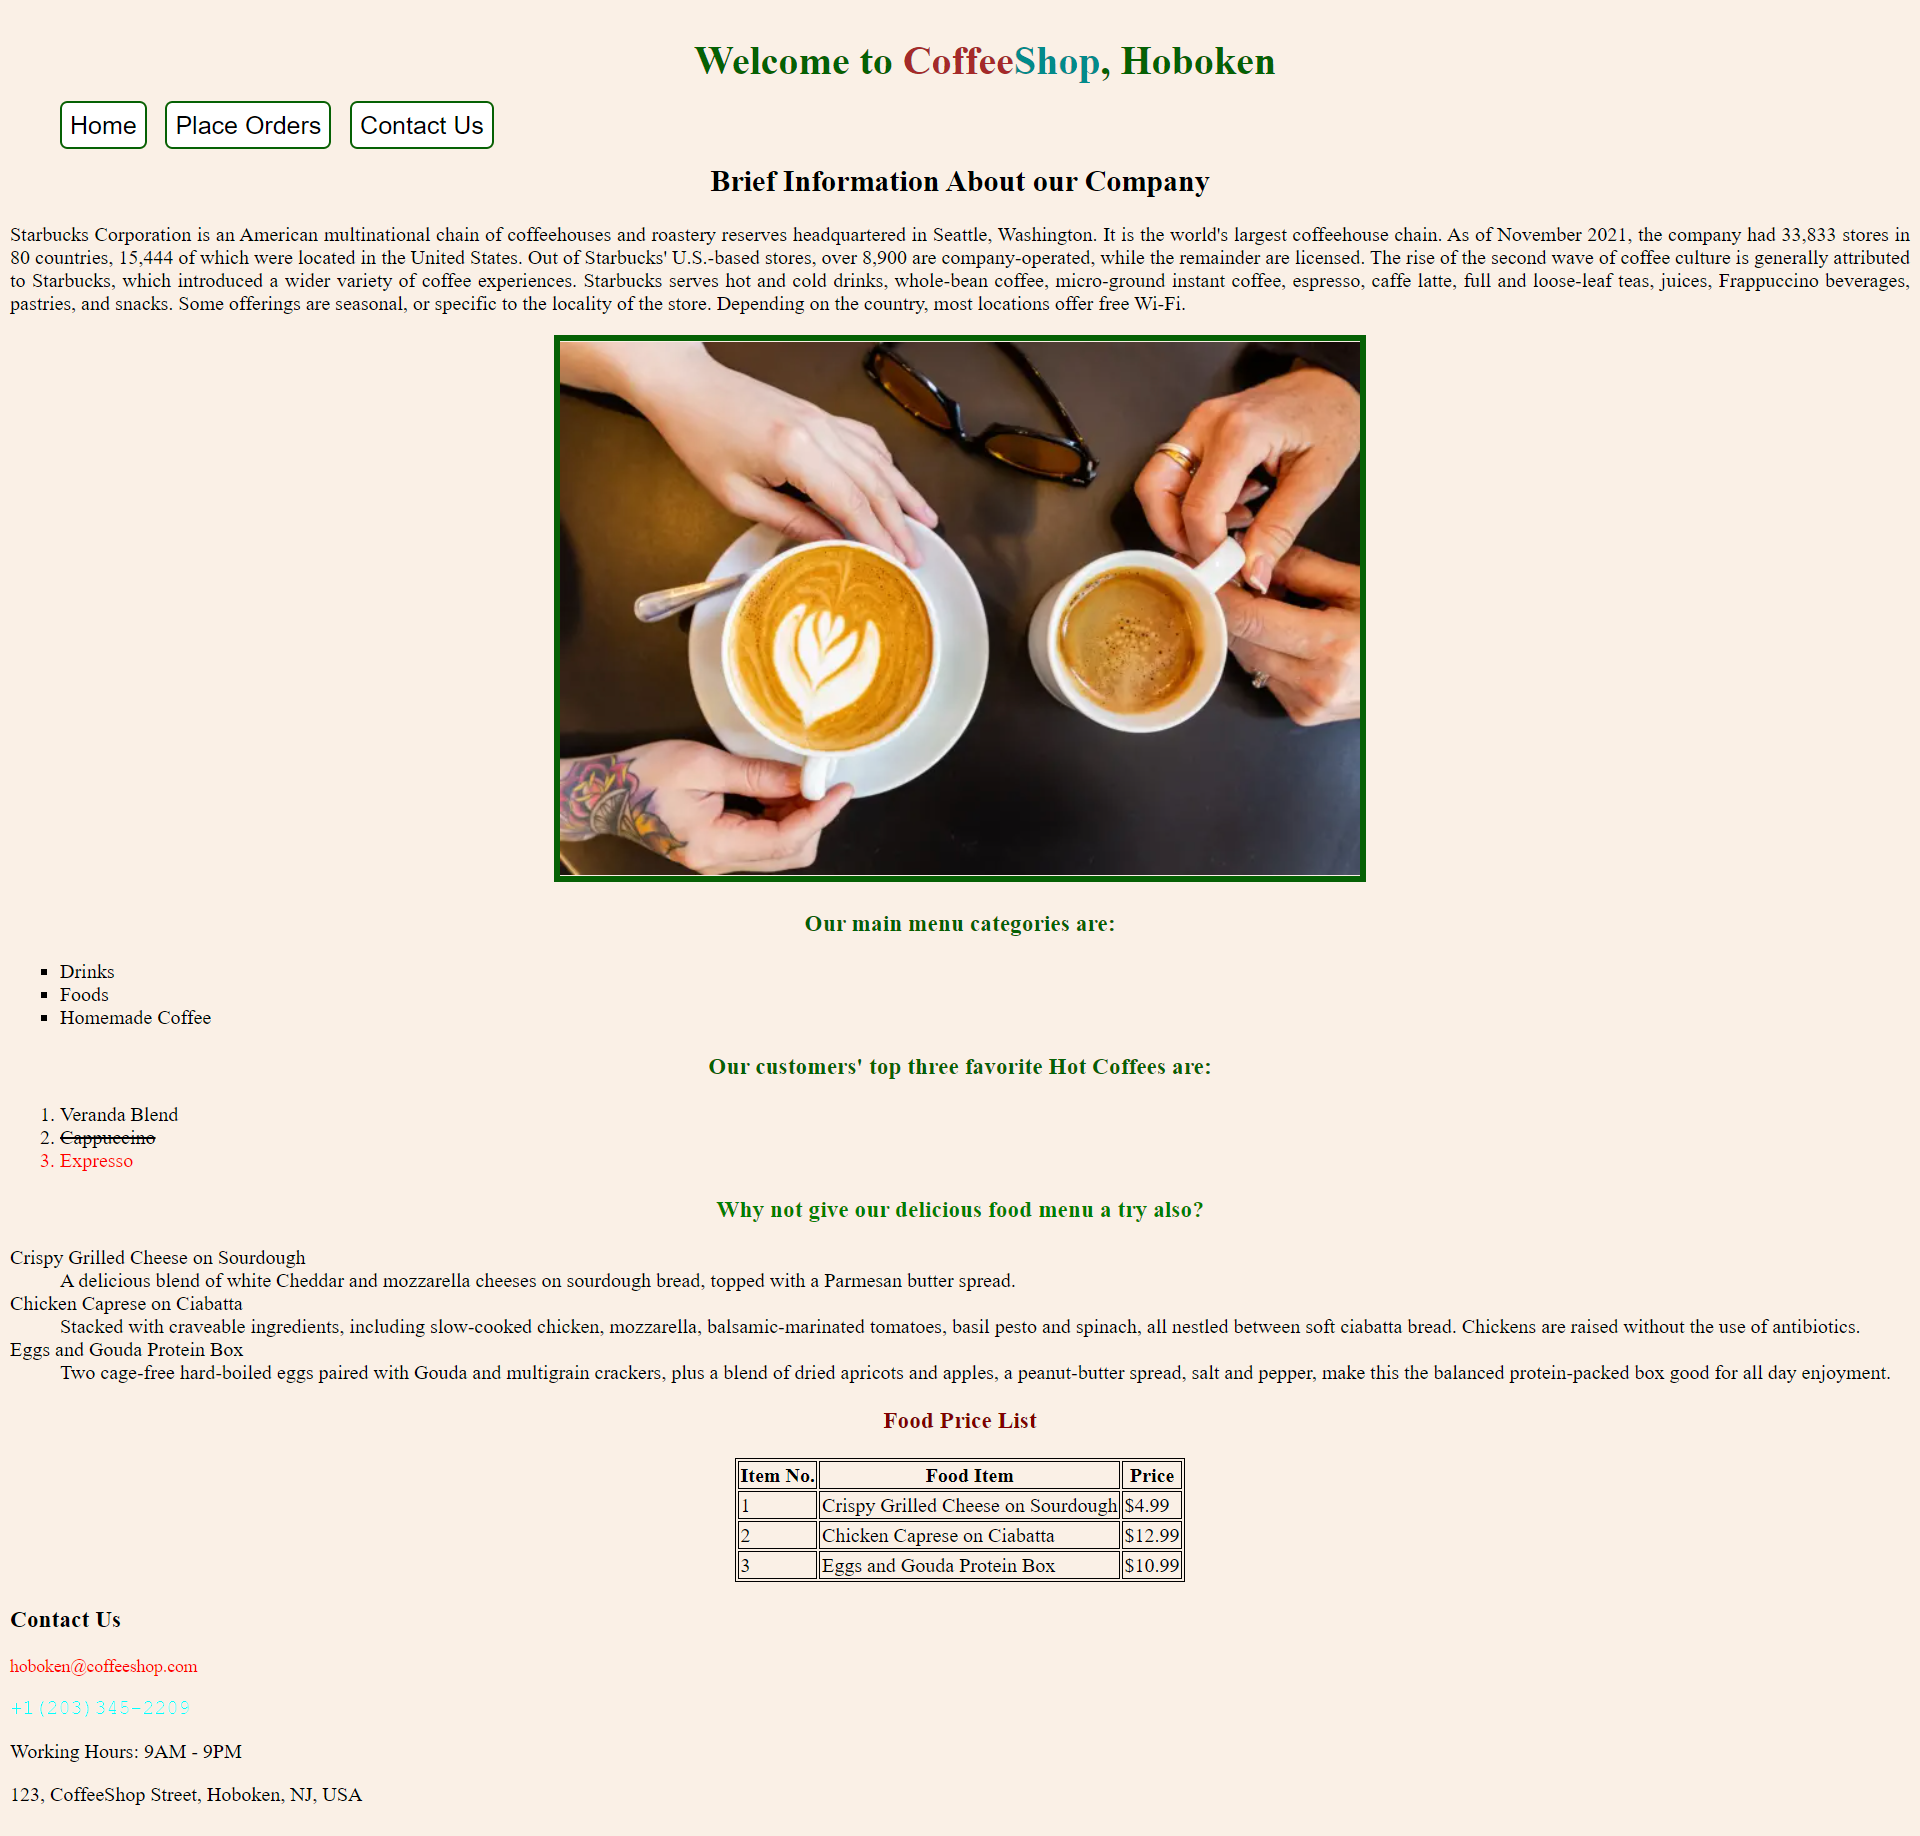 Welcome to CoffeeShop, Hoboken
Home Place Orders Contact Us
Brief Information About our Company
Starbucks Corporation is an American multinational chain of coffeehouses and roastery reserves headquartered in Seattle, Washington. It is the world's largest coffeehouse chain. As of November 2021, the company had 33,833 stores in
80 countries, 15,444 of which were located in the United States. Out of Starbucks' U.S.-based stores, over 8,900 are company-operated, while the remainder are licensed. The rise of the second wave of coffee culture is generally attributed
to Starbucks, which introduced a wider variety of coffee experiences. Starbucks serves hot and cold drinks, whole-bean coffee, micro-ground instant coffee, espresso, caffe latte, full and loose-leaf teas, juices, Frappuccino beverages,
pastries, and snacks. Some offerings are seasonal, or specific to the locality of the store. Depending on the country, most locations offer free Wi-Fi.
Our main menu categories are:
Drinks
Foods
Homemade Coffee
Our customers' top three favorite Hot Coffees are:
1. Veranda Blend
2. Cappuccino
3. Expresso
Why not give our delicious food menu a try also?
Crispy Grilled Cheese on Sourdough
A delicious blend of white Cheddar and mozzarella cheeses on sourdough bread, topped with a Parmesan butter spread.
Chicken Caprese on Ciabatta
Stacked with craveable ingredients, including slow-cooked chicken, mozzarella, balsamic-marinated tomatoes, basil pesto and spinach, all nestled between soft ciabatta bread. Chickens are raised without the use of antibiotics.
Eggs and Gouda Protein Box
Two cage-free hard-boiled eggs paired with Gouda and multigrain crackers, plus a blend of dried apricots and apples, a peanut-butter spread, salt and pepper, make this the balanced protein-packed box good for all day enjoyment.
Food Price List
Item No. Food Item Price
1 Crispy Grilled Cheese on Sourdough $4.99
2 Chicken Caprese on Ciabatta $12.99
3 Eggs and Gouda Protein Box $10.99
Contact Us
hoboken@coffeeshop.com
+1(203)345-2209
Working Hours: 9AM - 9PM
123, CoffeeShop Street, Hoboken, NJ, USA